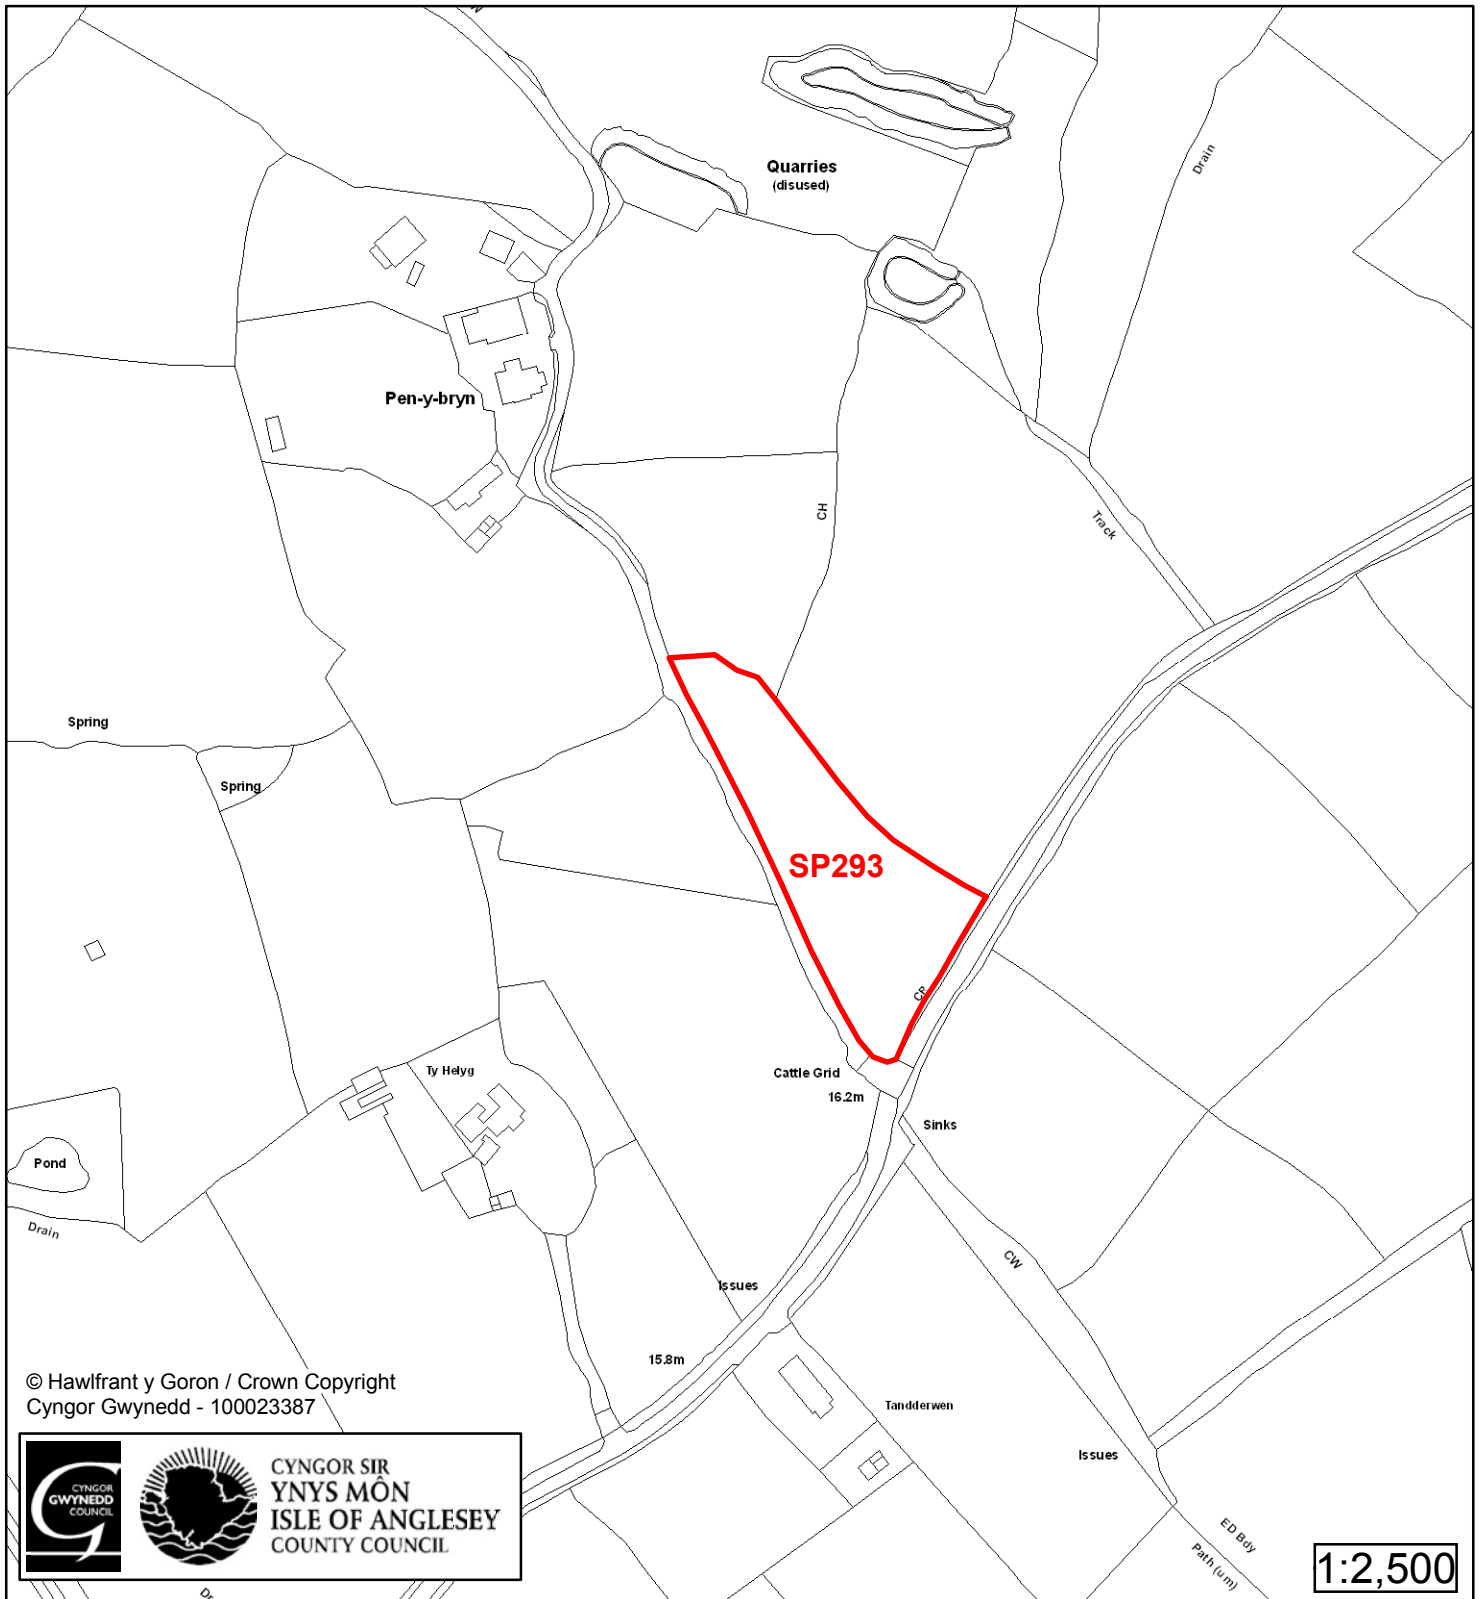 W
Quarries
(disused)
Drain
Pen-y-bryn
CH
Track
Spring
Spring
SP293
CR
Cattle Grid
16.2m
Ty Helyg
Sinks
Pond
Drain
CW
Issues
15.8m
Tandderwen
Issues
© Hawlfrant y Goron / Crown Copyright
Cyngor Gwynedd - 100023387
CYNGOR
GWYNEDD
COUNCIL
CYNGOR SIR
YNYS MÔN
ISLE OF ANGLESEY
COUNTY COUNCIL
ED Bdy
Path (um)
Dr
1:2,500